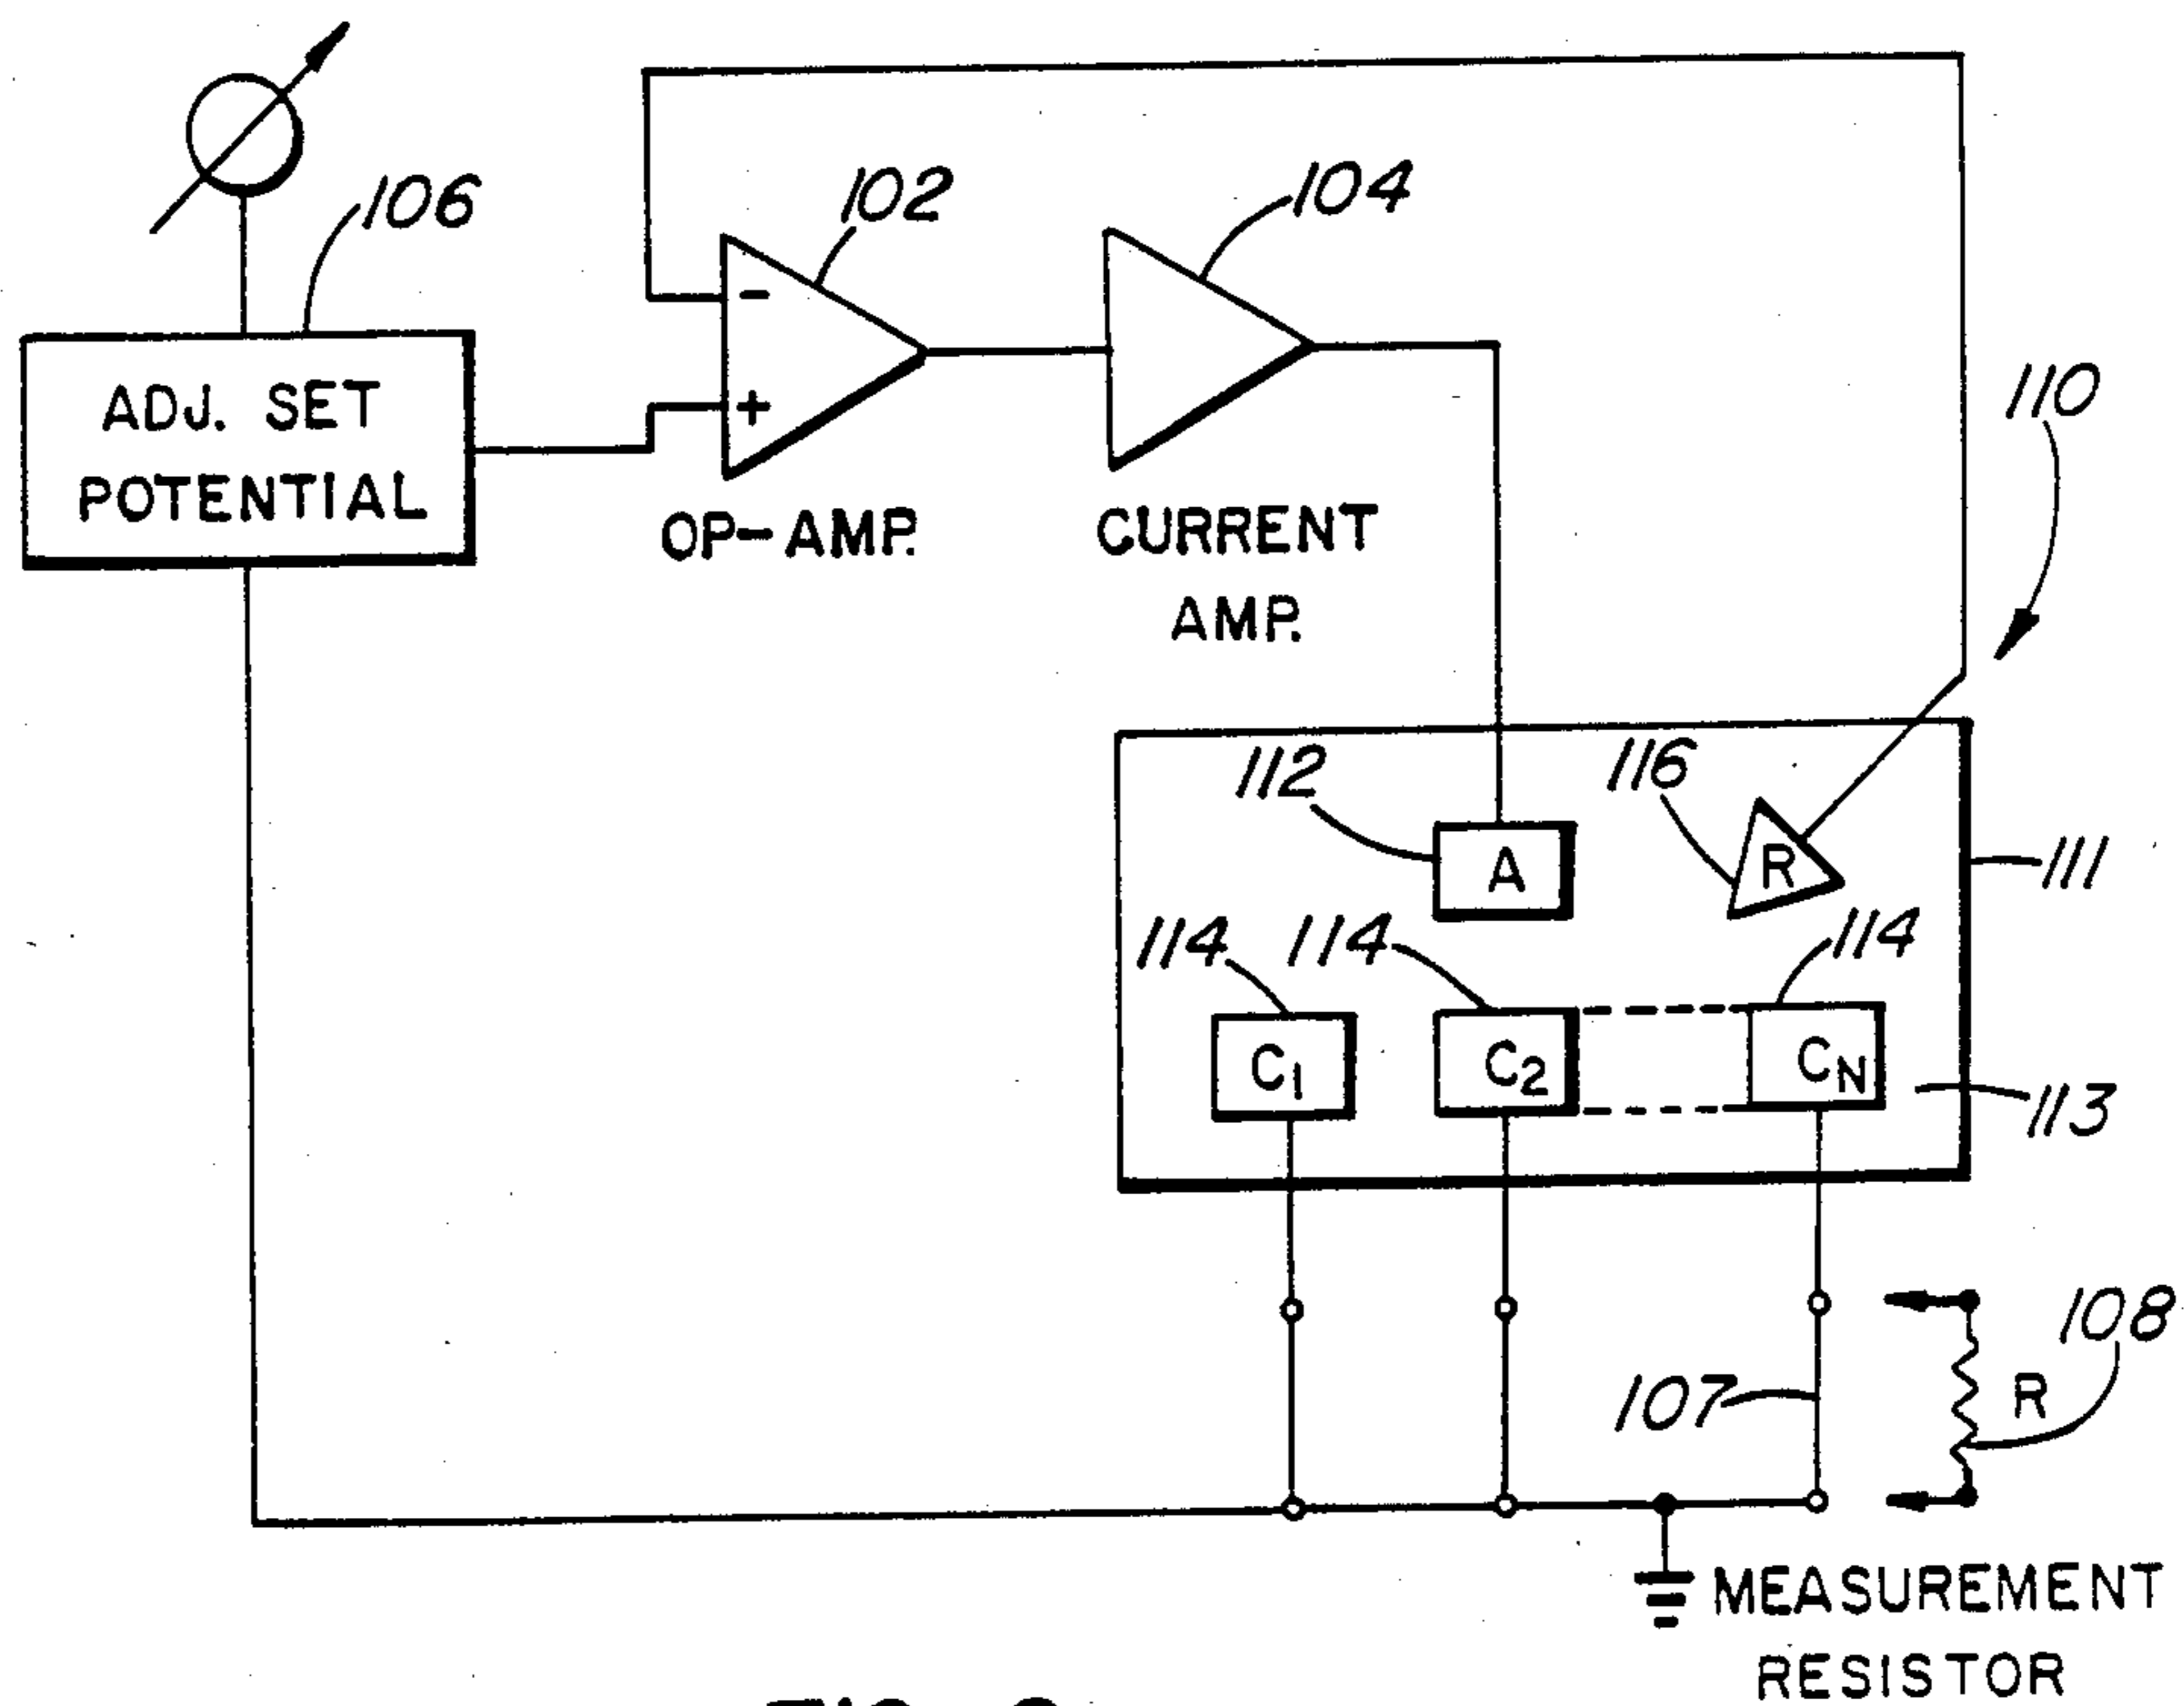 106
102
104
110
ADJ. SET
POTENTIAL
-
+
OP-AMP.
CURRENT
AMP.
112
116
A
R
111
114
114
114
C1
C2
CN
113
107
R
108
MEASUREMENT
RESISTOR